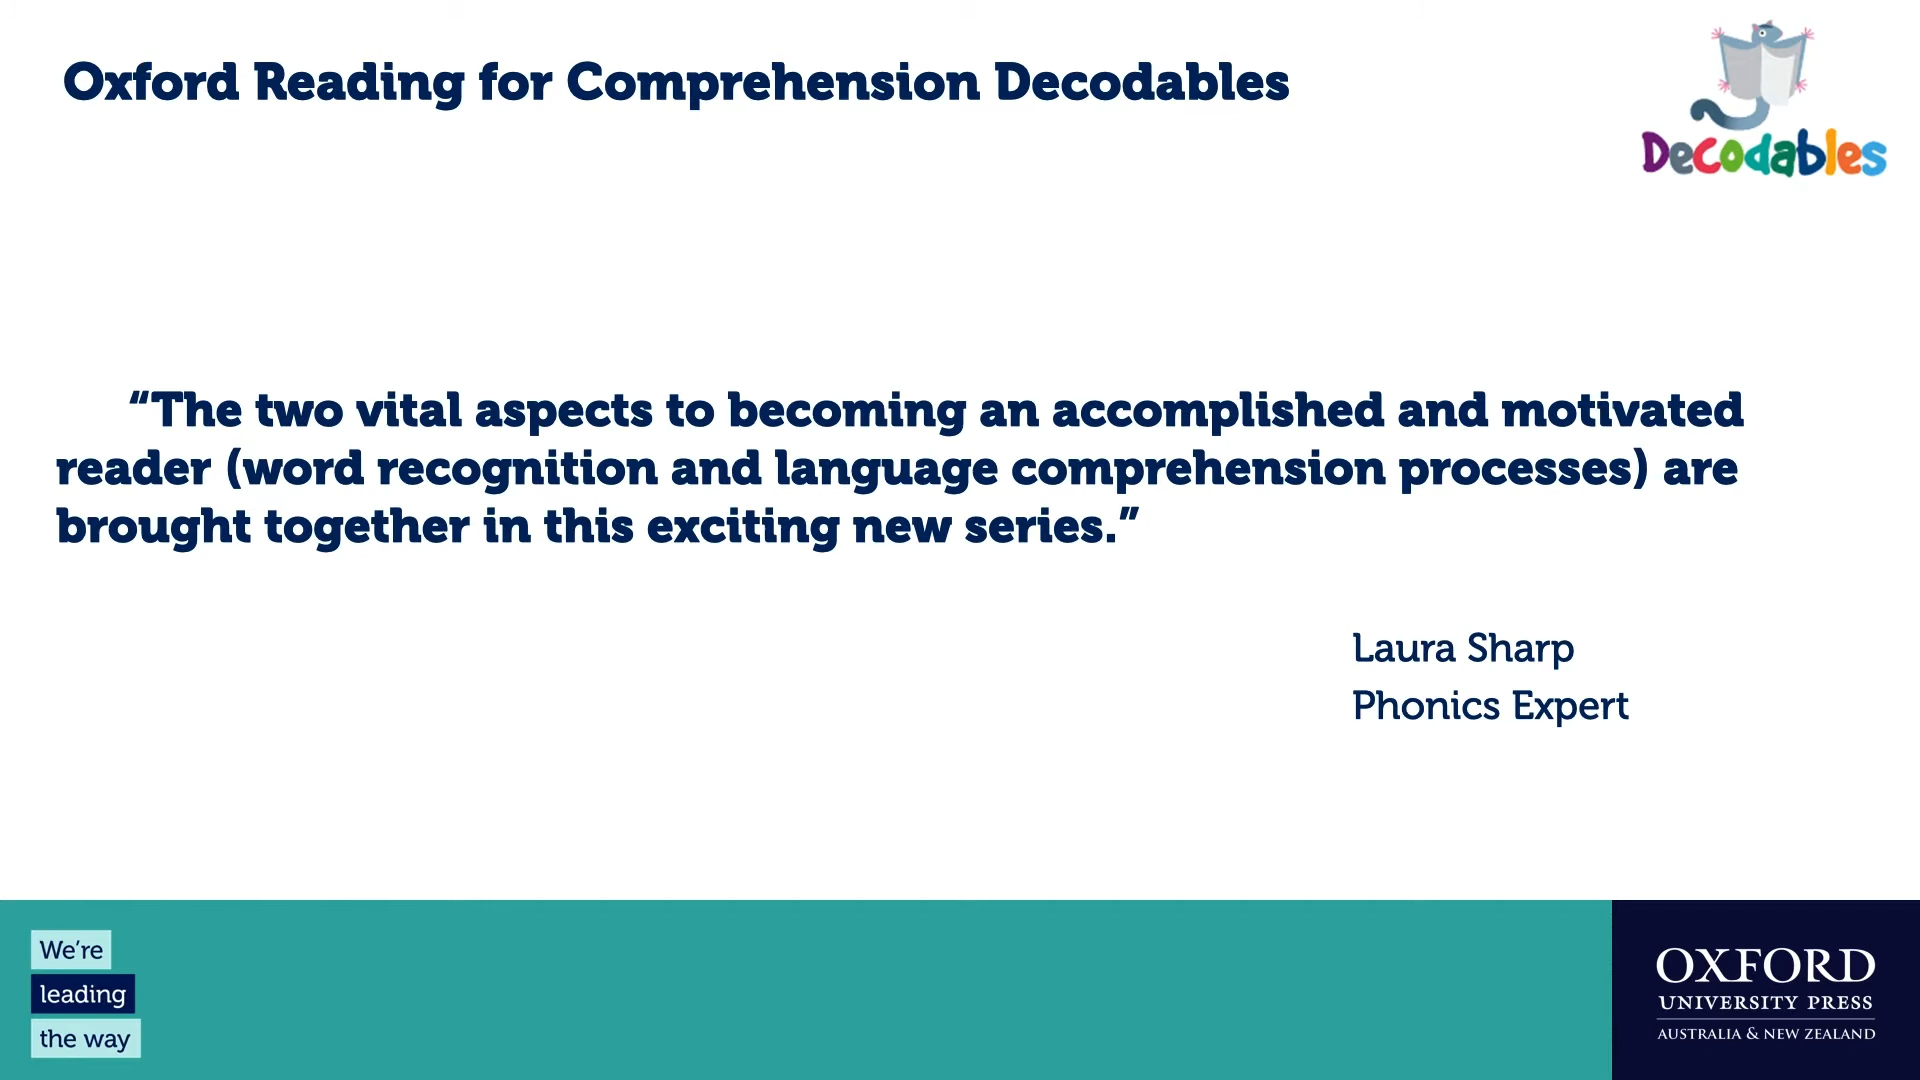 Oxford Reading for Comprehension Decodables
Decodables
“The two vital aspects to becoming an accomplished and motivated
reader (word recognition and language comprehension processes) are
brought together in this exciting new series.”
Laura Sharp
Phonics Expert
We’re
leading
the way
OXFORD
UNIVERSITY PRESS
AUSTRALIA & NEW ZEALAND